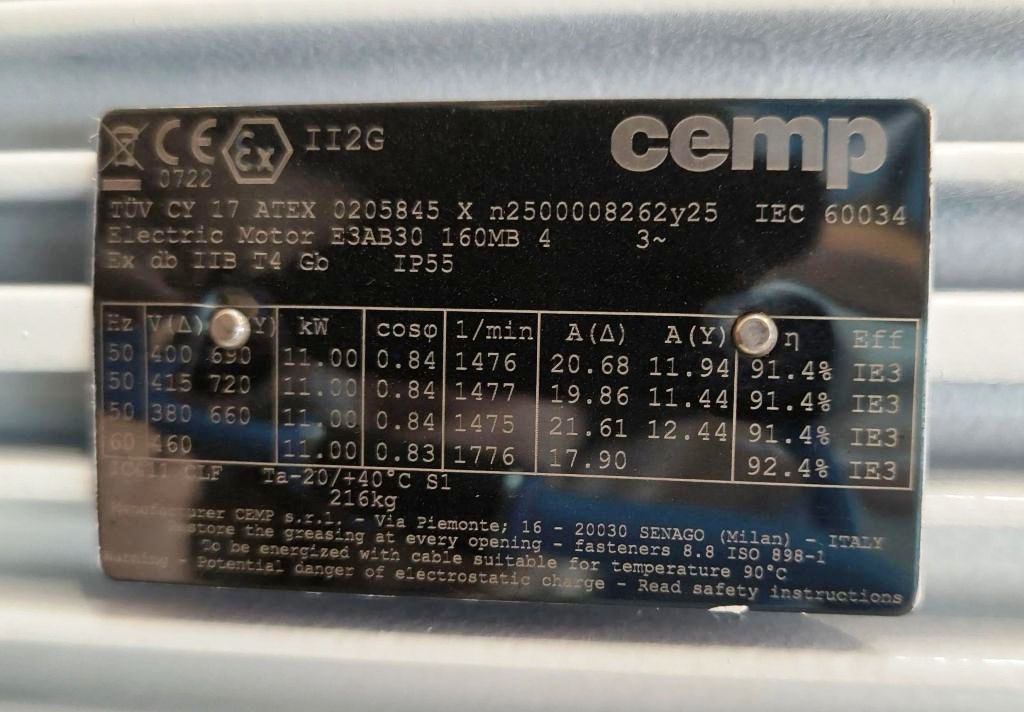 CE Ex II2G cemp
0722
TÜV CY 17 ATEX 0205845 X n2500008262y25 IEC 60034
Electric Motor E3AB30 160MB 4 3~
Ex db IIB T4 Gb IP55
Hz V(Δ) Y) kW cosφ 1/min A(Δ) A(Y) η Eff
50 400 690 11.00 0.84 1476 20.68 11.94 91.4% IE3
50 415 720 11.00 0.84 1477 19.86 11.44 91.4% IE3
50 380 660 11.00 0.84 1475 21.61 12.44 91.4% IE3
60 460 11.00 0.83 1776 17.90 92.4% IE3
CLF Ta-20/+40°C S1
216kg
Manufacturer CEMP s.r.l. - Via Piemonte; 16 - 20030 SENAGO (Milan) - ITALY
Restore the greasing at every opening - fasteners 8.8 ISO 898-1
To be energized with cable suitable for temperature 90°C
Warning - Potential danger of electrostatic charge - Read safety instructions